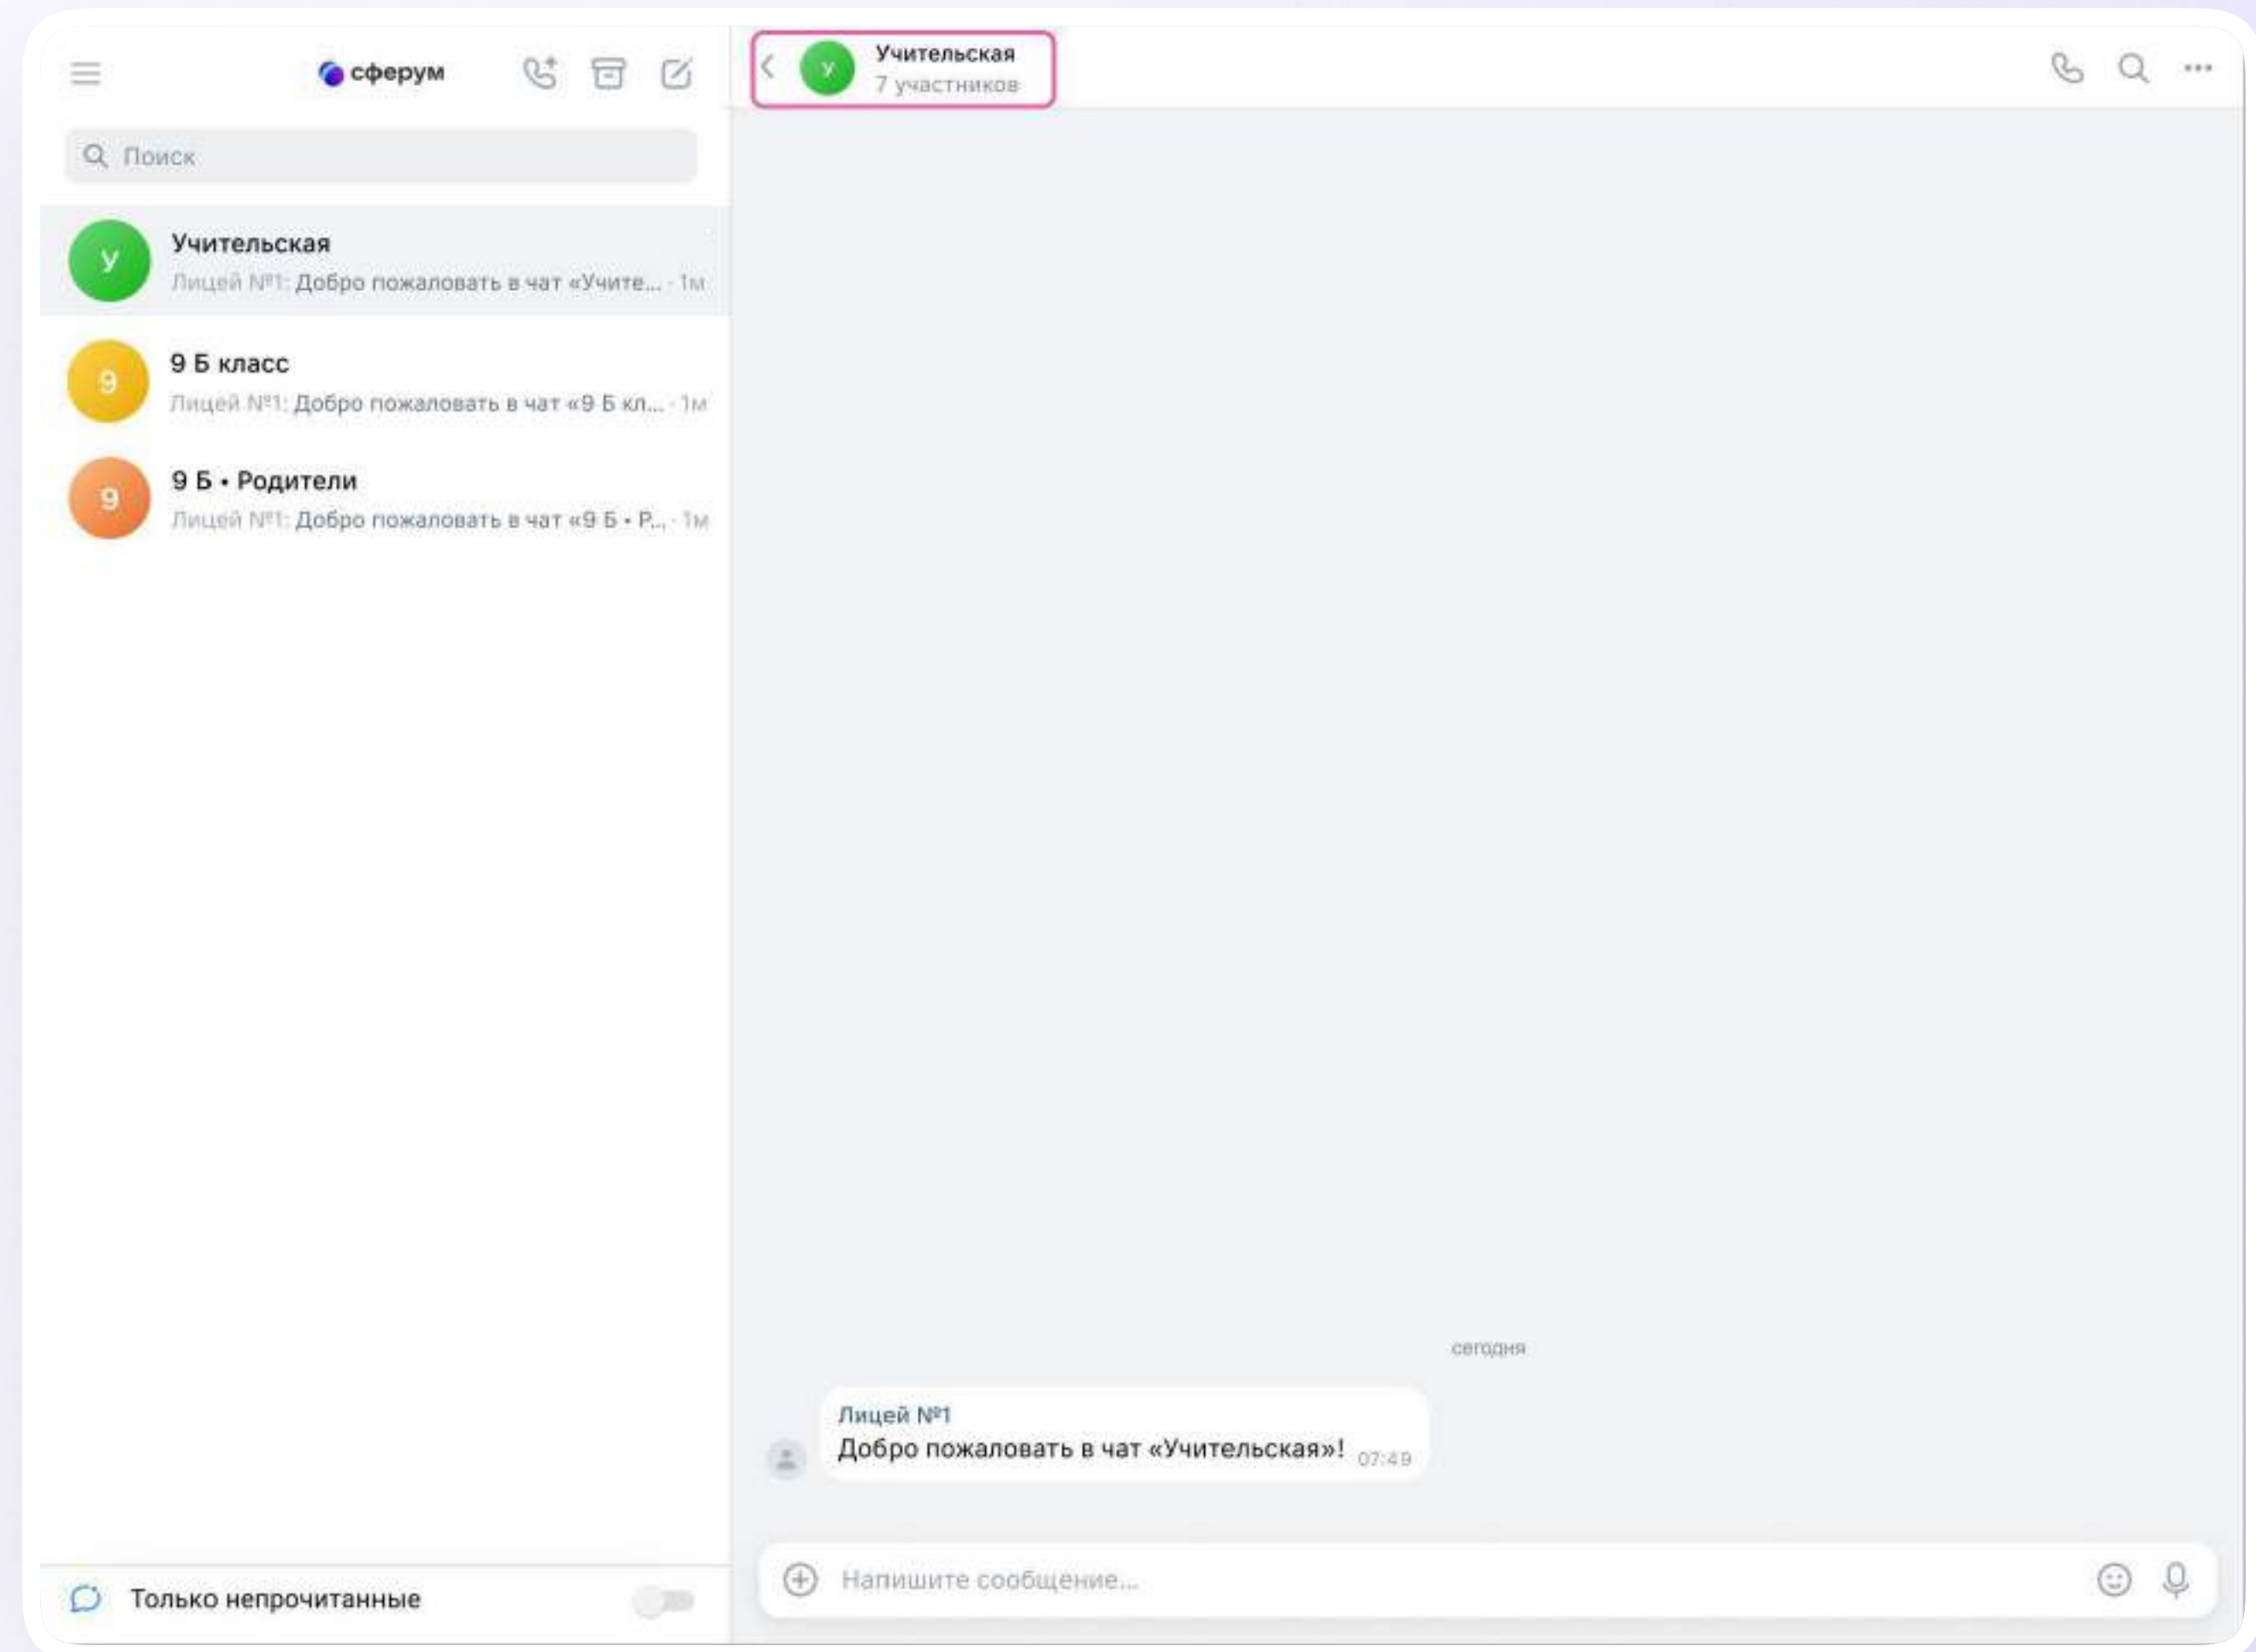 сферум
Поиск
У
Учительская
Лицей №1: Добро пожаловать в чат «Учите... · 1м
9
9 Б класс
Лицей №1: Добро пожаловать в чат «9 Б кл... · 1м
9
9 Б • Родители
Лицей №1: Добро пожаловать в чат «9 Б • Р... · 1м
Только непрочитанные
У
Учительская
7 участников
сегодня
Лицей №1
Добро пожаловать в чат «Учительская»! 07:49
Напишите сообщение...